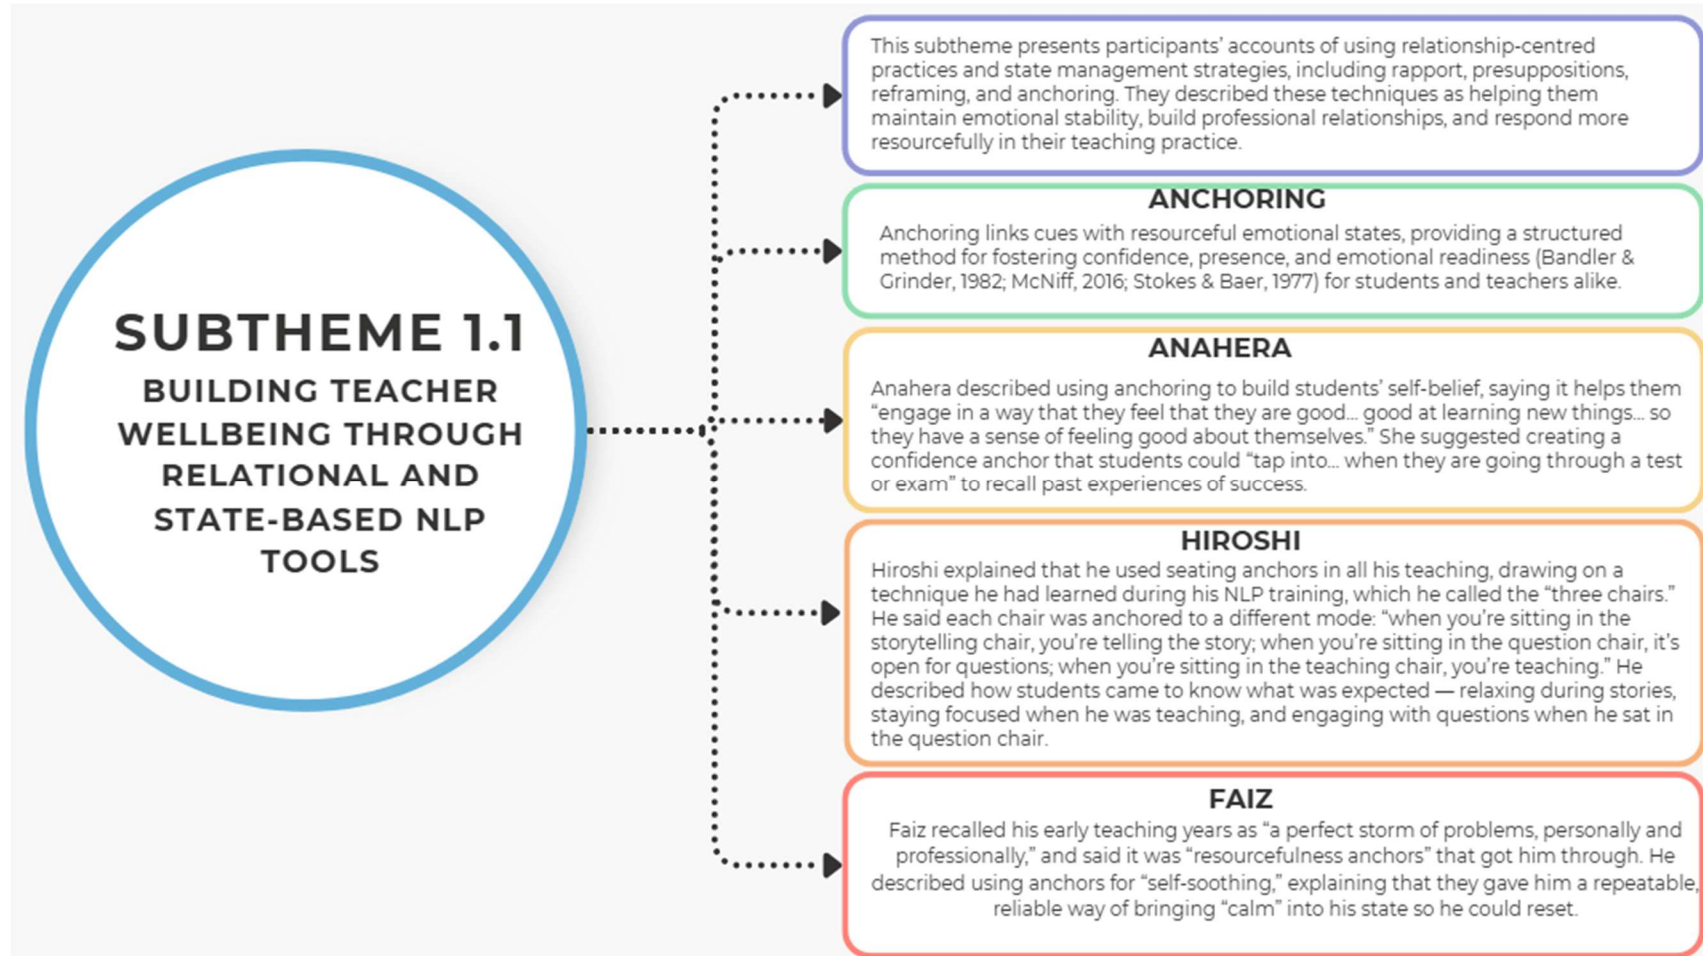 SUBTHEME 1.1
BUILDING TEACHER
WELLBEING THROUGH
RELATIONAL AND
STATE-BASED NLP
TOOLS
This subtheme presents participants’ accounts of using relationship-centred
practices and state management strategies, including rapport, presuppositions,
reframing, and anchoring. They described these techniques as helping them
maintain emotional stability, build professional relationships, and respond more
resourcefully in their teaching practice.
ANCHORING
Anchoring links cues with resourceful emotional states, providing a structured
method for fostering confidence, presence, and emotional readiness (Bandler &
Grinder, 1982; McNiff, 2016; Stokes & Baer, 1977) for students and teachers alike.
ANAHERA
Anahera described using anchoring to build students’ self-belief, saying it helps them
“engage in a way that they feel that they are good... good at learning new things... so
they have a sense of feeling good about themselves.” She suggested creating a
confidence anchor that students could “tap into... when they are going through a test
or exam” to recall past experiences of success.
HIROSHI
Hiroshi explained that he used seating anchors in all his teaching, drawing on a
technique he had learned during his NLP training, which he called the “three chairs.”
He said each chair was anchored to a different mode: “when you’re sitting in the
storytelling chair, you’re telling the story; when you’re sitting in the question chair, it’s
open for questions; when you’re sitting in the teaching chair, you’re teaching.” He
described how students came to know what was expected — relaxing during stories,
staying focused when he was teaching, and engaging with questions when he sat in
the question chair.
FAIZ
Faiz recalled his early teaching years as “a perfect storm of problems, personally and
professionally,” and said it was “resourcefulness anchors” that got him through. He
described using anchors for “self-soothing,” explaining that they gave him a repeatable,
reliable way of bringing “calm” into his state so he could reset.